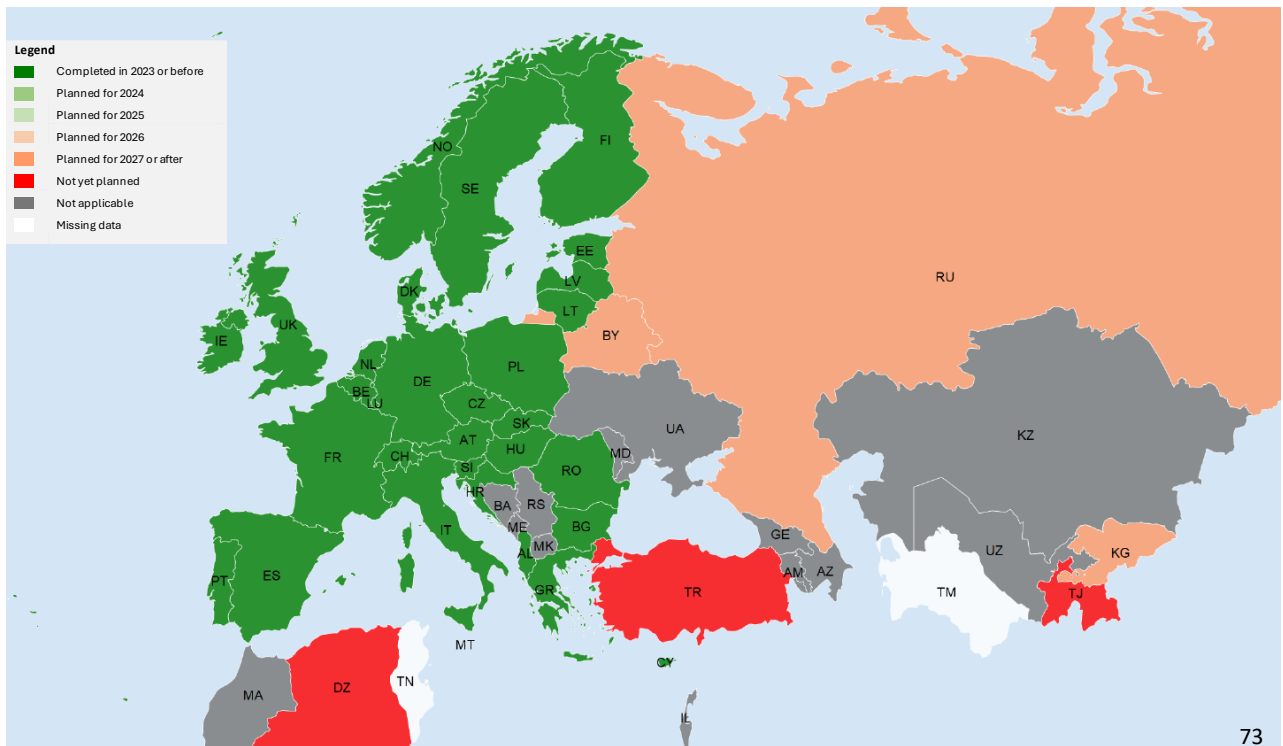 Legend
Completed in 2023 or before
Planned for 2024
Planned for 2025
Planned for 2026
Planned for 2027 or after
Not yet planned
Not applicable
Missing data
NO
FI
SE
EE
RU
LV
DK
LT
UK
BY
IE
NL
PL
DE
BE
LU
CZ
SK
UA
KZ
AT
HU
MD
FR
CH
SI
RO
HR
BA
RS
IT
ME
BG
GE
MK
UZ
KG
AL
AM
AZ
PT
ES
GR
TR
TM
TJ
MT
CY
TN
DZ
MA
IL
73